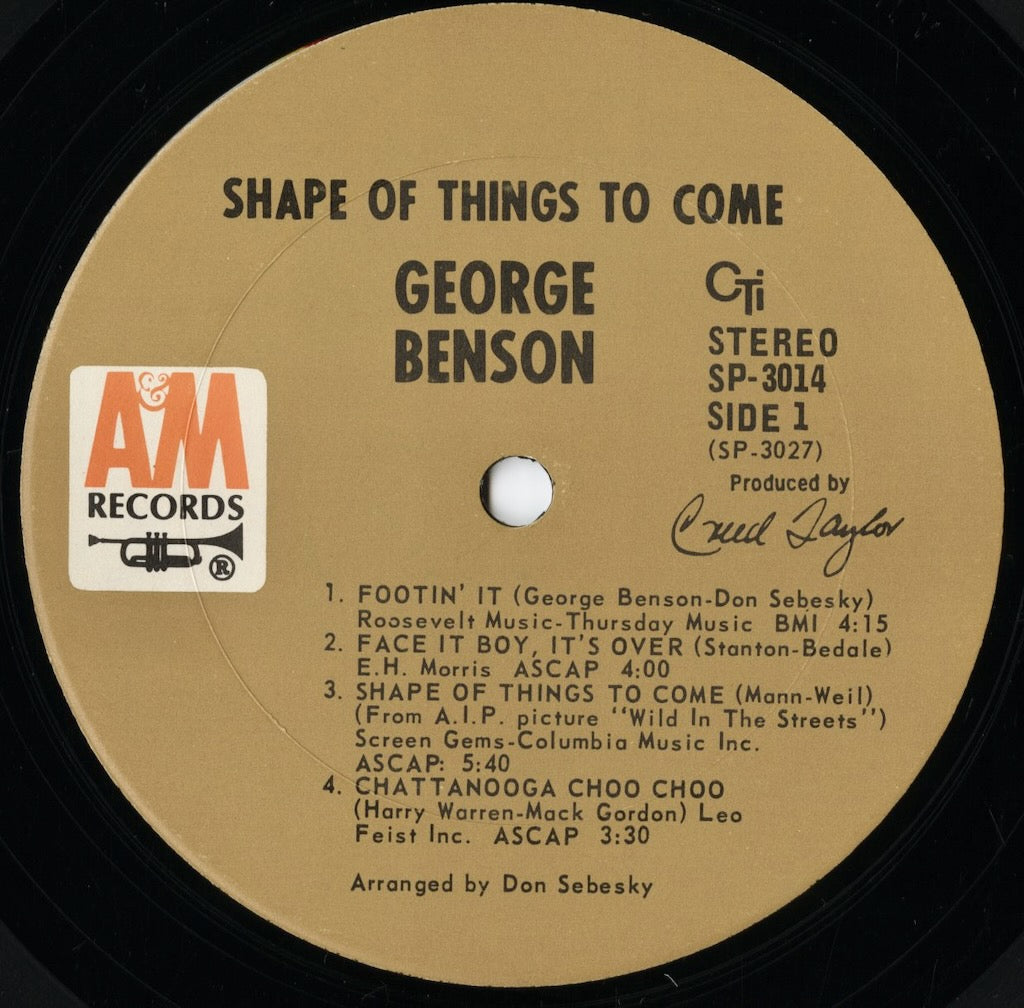 SHAPE OF THINGS TO COME
GEORGE
BENSON
CTi
STEREO
SP-3014
SIDE 1
(SP-3027)
Produced by
Creed Taylor
A&M
RECORDS
®
1. FOOTIN' IT (George Benson-Don Sebesky)
Roosevelt Music-Thursday Music BMI 4:15
2. FACE IT BOY, IT'S OVER (Stanton-Bedale)
E.H. Morris ASCAP 4:00
3. SHAPE OF THINGS TO COME (Mann-Weil)
(From A.I.P. picture "Wild In The Streets")
Screen Gems-Columbia Music Inc.
ASCAP: 5:40
4. CHATTANOOGA CHOO CHOO
(Harry Warren-Mack Gordon) Leo
Feist Inc. ASCAP 3:30
Arranged by Don Sebesky